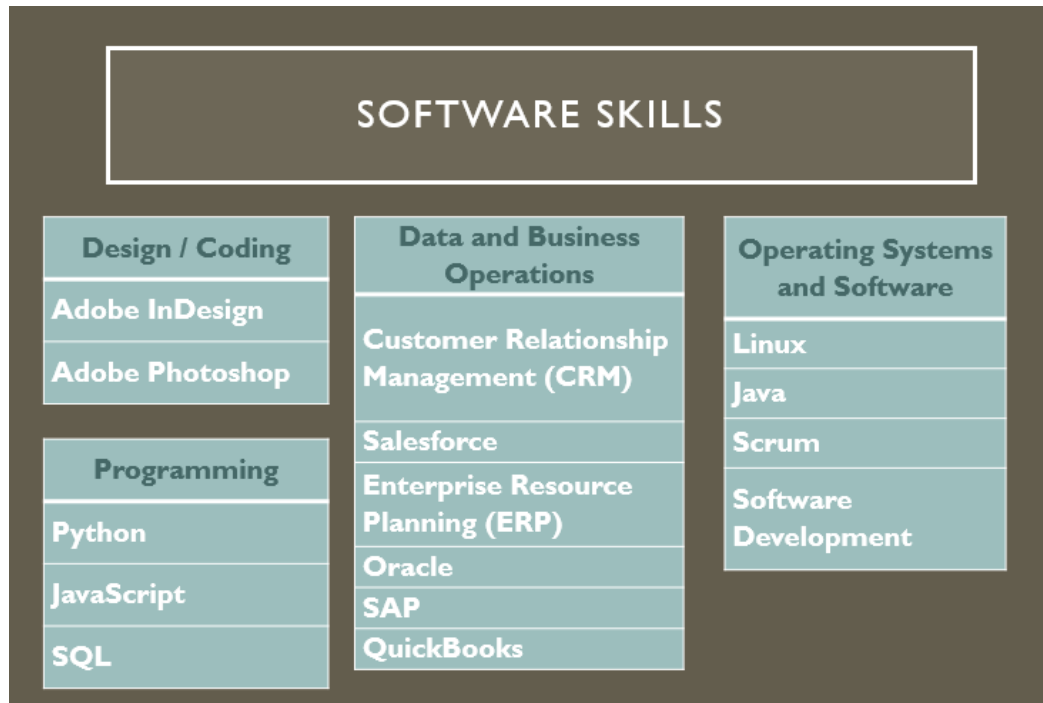 SOFTWARE SKILLS
Design / Coding
Adobe InDesign
Adobe Photoshop
Programming
Python
JavaScript
SQL
Data and Business
Operations
Customer Relationship
Management (CRM)
Salesforce
Enterprise Resource
Planning (ERP)
Oracle
SAP
QuickBooks
Operating Systems
and Software
Linux
Java
Scrum
Software
Development